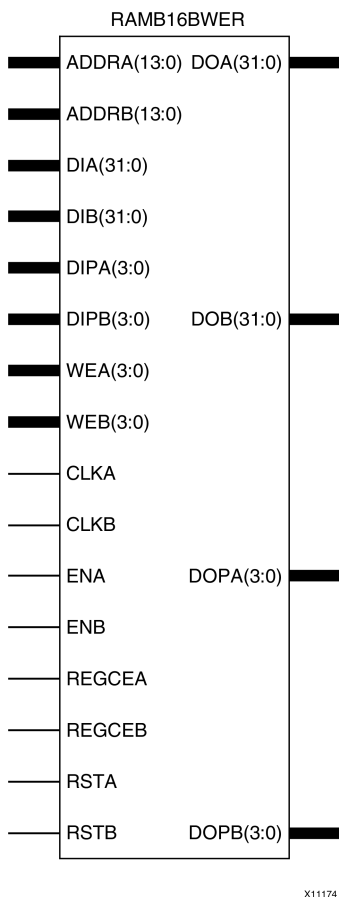 RAMB16BWER
ADDRA(13:0) DOA(31:0)
ADDRB(13:0)
DIA(31:0)
DIB(31:0)
DIPA(3:0)
DIPB(3:0) DOB(31:0)
WEA(3:0)
WEB(3:0)
CLKA
CLKB
ENA DOPA(3:0)
ENB
REGCEA
REGCEB
RSTA
RSTB DOPB(3:0)
X11174